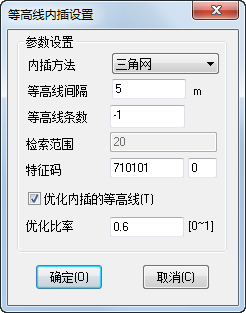 等高线内插设置
参数设置
内插方法 三角网
等高线间隔 5 m
等高线条数 -1
检索范围 20
特征码 710101 0
优化内插的等高线(T)
优化比率 0.6 [0~1]
确定(O) 取消(C)